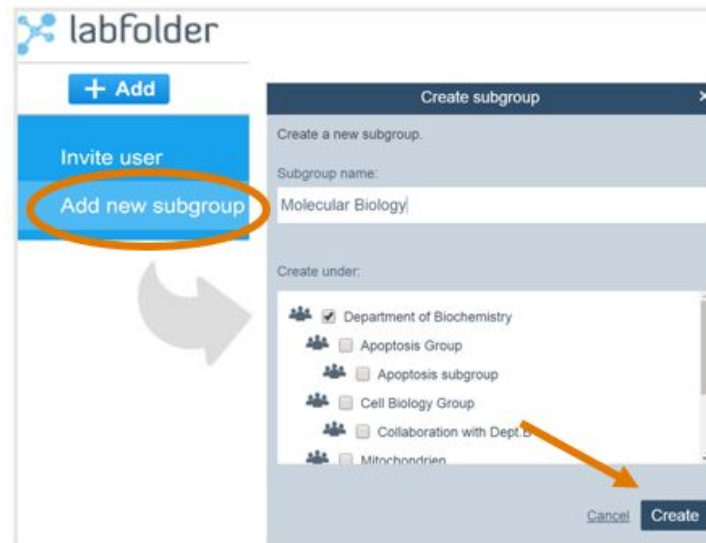 labfolder
+ Add
Invite user
Add new subgroup
Create subgroup
Create a new subgroup.
Subgroup name:
Molecular Biology
Create under:
Department of Biochemistry
Apoptosis Group
Apoptosis subgroup
Cell Biology Group
Collaboration with Dept.
Mitochondrien
Cancel Create